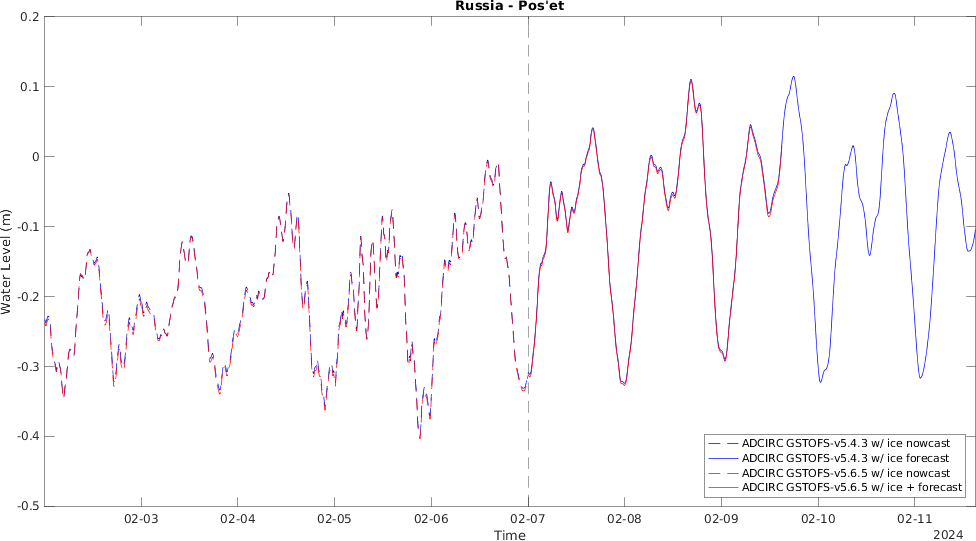 Russia - Pos'et
0.2
0.1
0
-0.1
-0.2
-0.3
-0.4
-0.5
Water Level (m)
ADCIRC GSTOFS-v5.4.3 w/ ice nowcast
ADCIRC GSTOFS-v5.4.3 w/ ice forecast
ADCIRC GSTOFS-v5.6.5 w/ ice nowcast
ADCIRC GSTOFS-v5.6.5 w/ ice + forecast
02-03 02-04 02-05 02-06 02-07 02-08 02-09 02-10 02-11
Time
2024